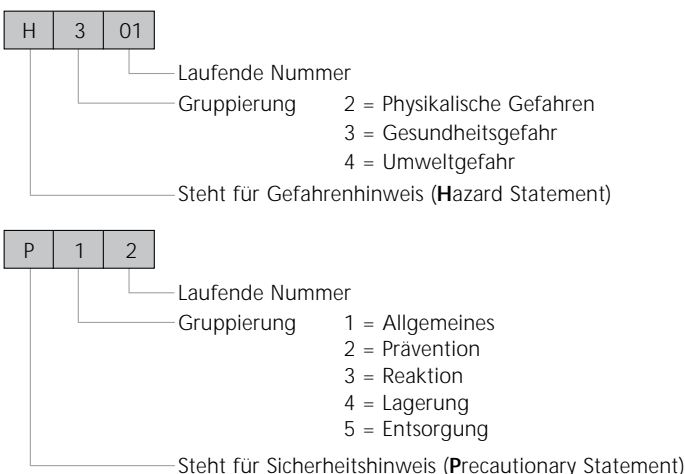 H 3 01
Laufende Nummer
Gruppierung 2 = Physikalische Gefahren
3 = Gesundheitsgefahr
4 = Umweltgefahr
Steht für Gefahrenhinweis (Hazard Statement)
P 1 2
Laufende Nummer
Gruppierung 1 = Allgemeines
2 = Prävention
3 = Reaktion
4 = Lagerung
5 = Entsorgung
Steht für Sicherheitshinweis (Precautionary Statement)